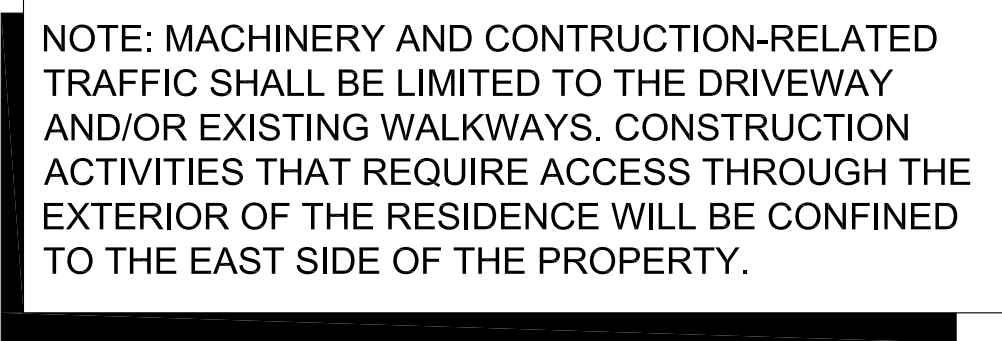 NOTE: MACHINERY AND CONTRUCTION-RELATED
TRAFFIC SHALL BE LIMITED TO THE DRIVEWAY
AND/OR EXISTING WALKWAYS. CONSTRUCTION
ACTIVITIES THAT REQUIRE ACCESS THROUGH THE
EXTERIOR OF THE RESIDENCE WILL BE CONFINED
TO THE EAST SIDE OF THE PROPERTY.